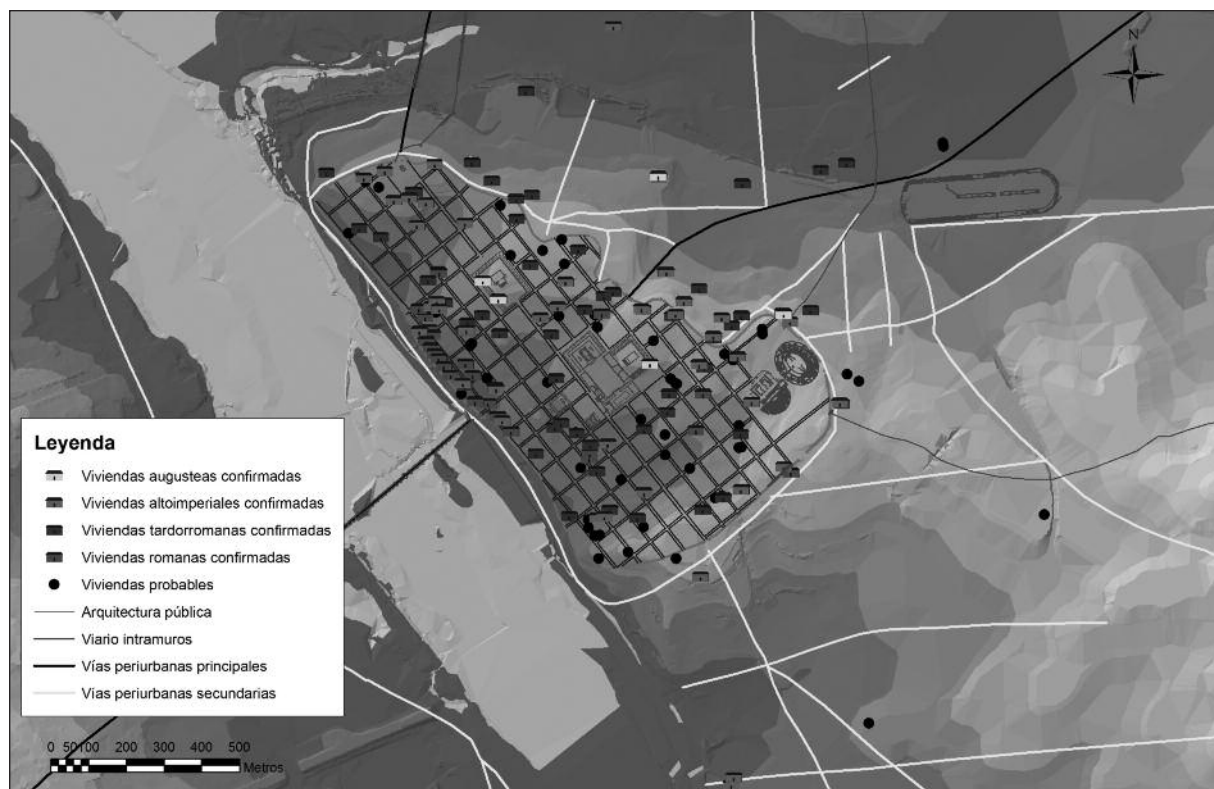 N
Leyenda
Viviendas augusteas confirmadas
Viviendas altoimperiales confirmadas
Viviendas tardorromanas confirmadas
Viviendas romanas confirmadas
Viviendas probables
Arquitectura pública
Viario intramuros
Vías periurbanas principales
Vías periurbanas secundarias
0 50100 200 300 400 500
Metros